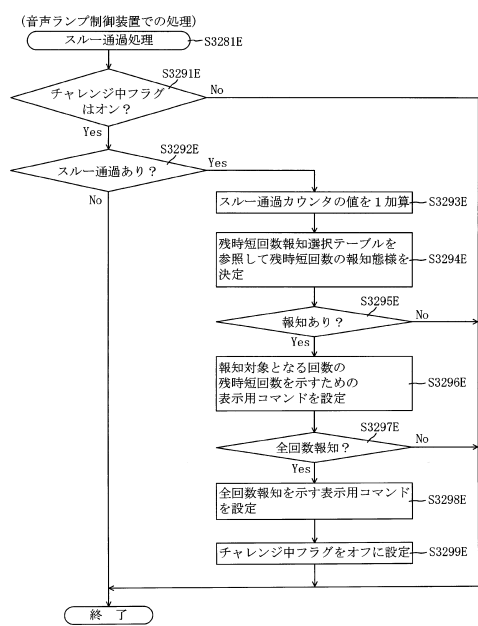 (音声ランプ制御装置での処理)
スルー通過処理
S3281E
S3291E
チャレンジ中フラグ
はオン？
No
Yes
S3292E
スルー通過あり？
Yes
No
スルー通過カウンタの値を１加算
S3293E
残時短回数報知選択テーブルを
参照して残時短回数の報知態様を
決定
S3294E
S3295E
報知あり？
No
Yes
報知対象となる回数の
残時短回数を示すための
表示用コマンドを設定
S3296E
S3297E
全回数報知？
No
Yes
全回数報知を示す表示用コマンド
を設定
S3298E
チャレンジ中フラグをオフに設定
S3299E
終 了